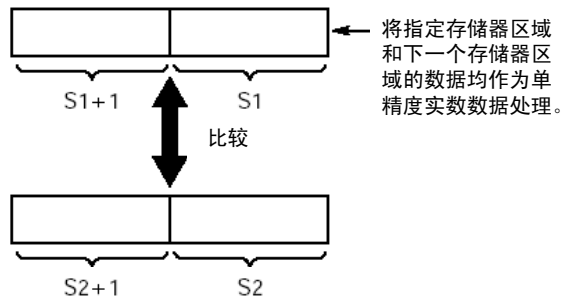 将指定存储器区域
和下一个存储器区
域的数据均作为单
精度实数数据处理。
S1+1 S1
比较
S2+1 S2